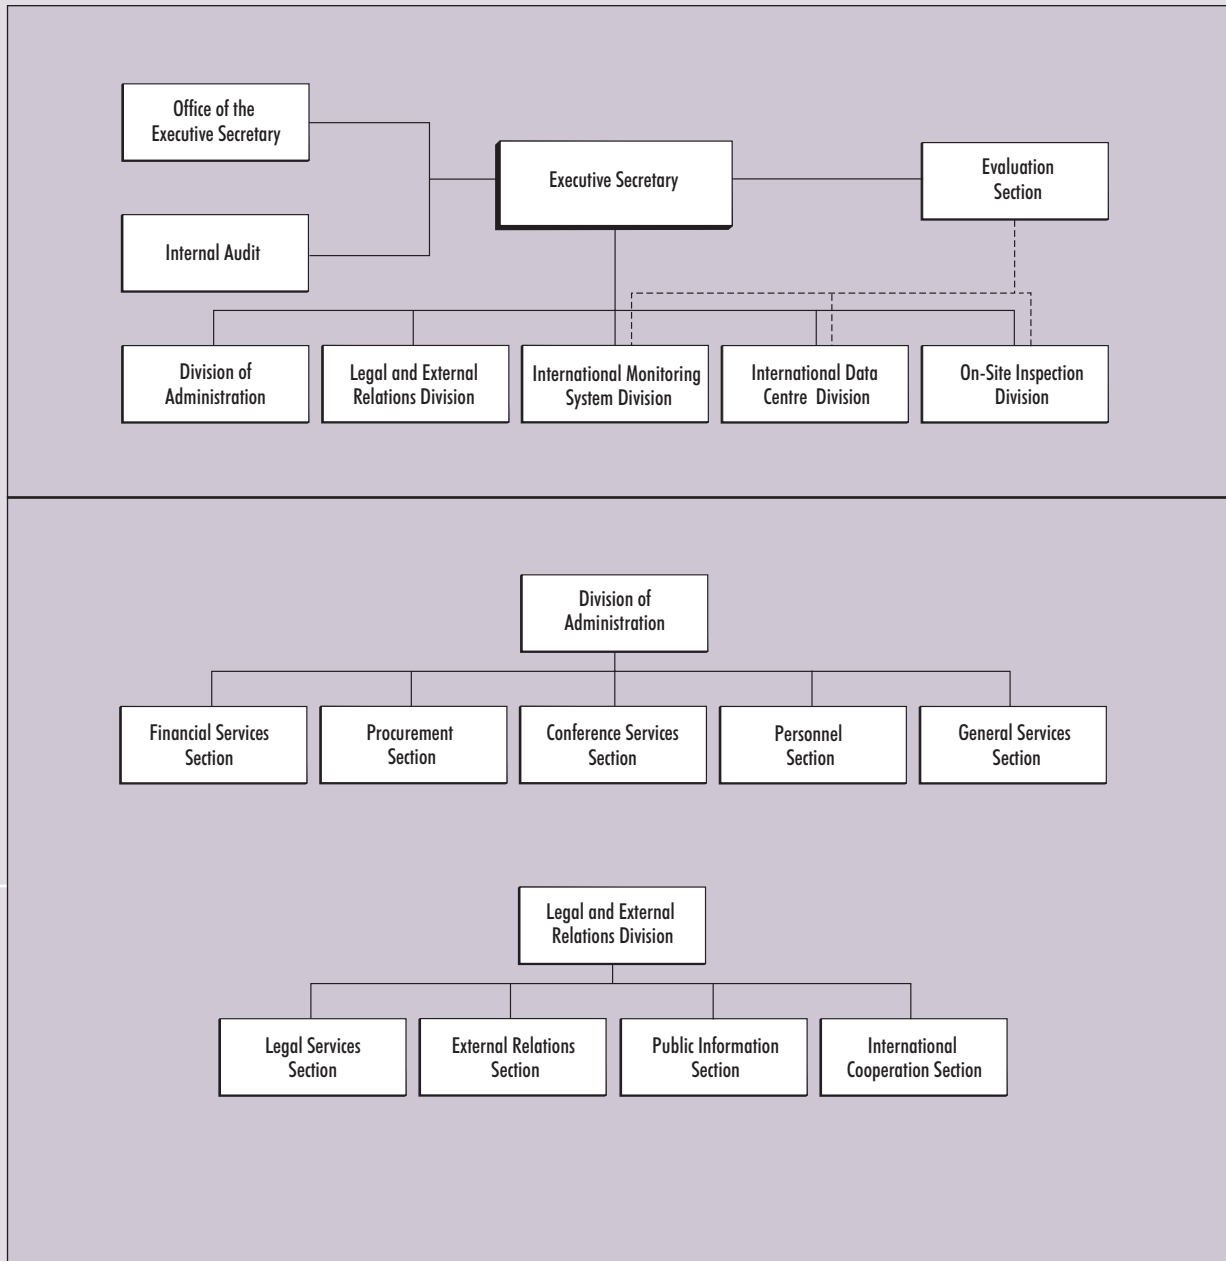 Office of the
Executive Secretary
Executive Secretary
Evaluation
Section
Internal Audit
Division of
Administration
Legal and External
Relations Division
International Monitoring
System Division
International Data
Centre Division
On-Site Inspection
Division
Division of
Administration
Financial Services
Section
Procurement
Section
Conference Services
Section
Personnel
Section
General Services
Section
Legal and External
Relations Division
Legal Services
Section
External Relations
Section
Public Information
Section
International
Cooperation Section